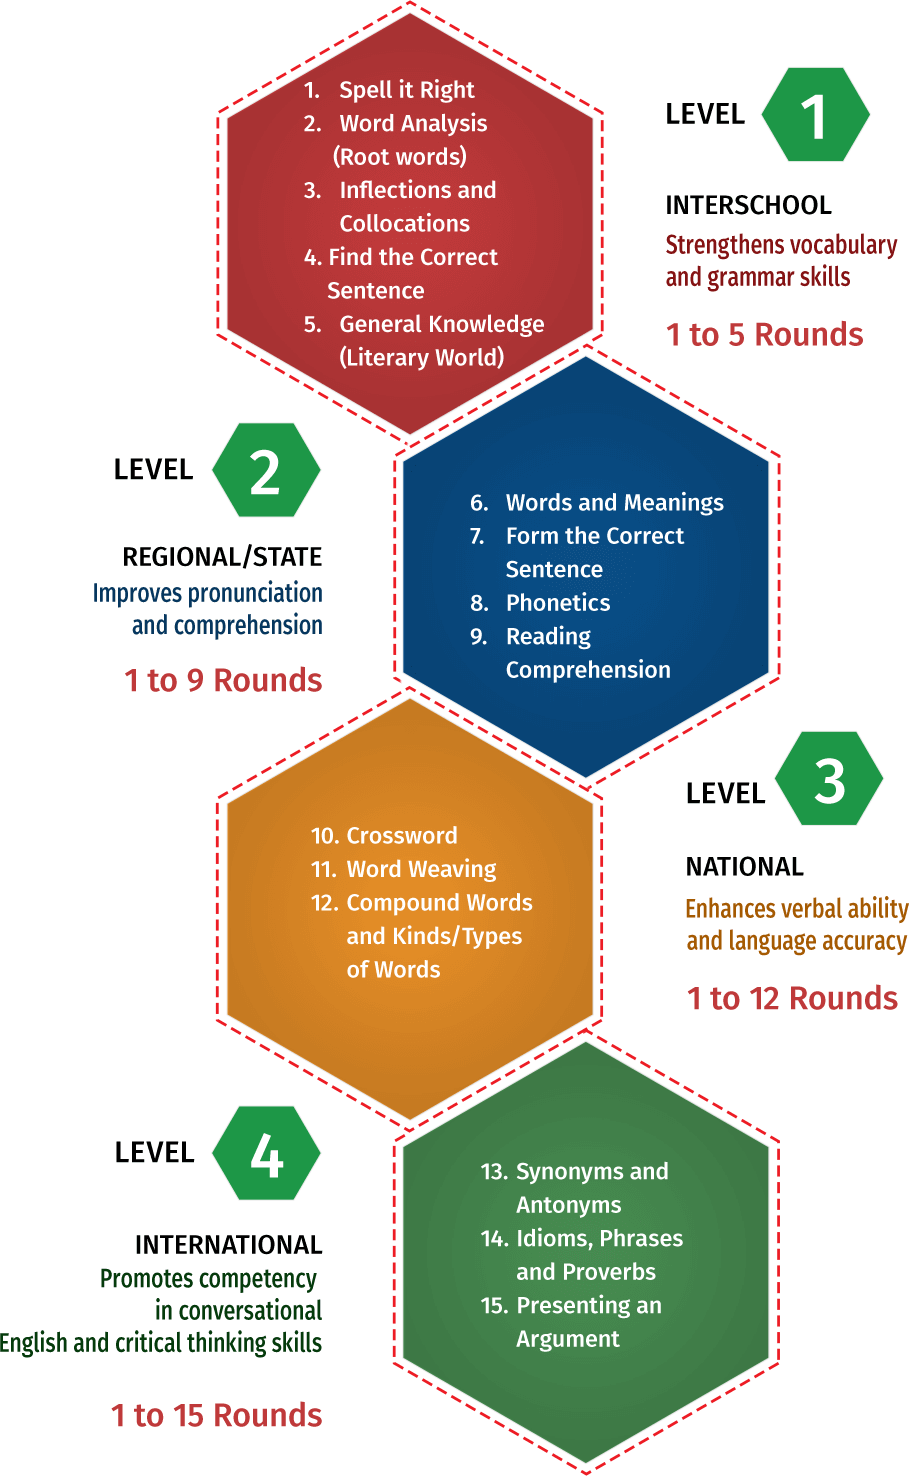 1. Spell it Right
2. Word Analysis
(Root words)
3. Inflections and
Collocations
4. Find the Correct
Sentence
5. General Knowledge
(Literary World)
LEVEL 1
INTERSCHOOL
Strengthens vocabulary
and grammar skills
1 to 5 Rounds
LEVEL 2
REGIONAL/STATE
Improves pronunciation
and comprehension
1 to 9 Rounds
6. Words and Meanings
7. Form the Correct
Sentence
8. Phonetics
9. Reading
Comprehension
10. Crossword
11. Word Weaving
12. Compound Words
and Kinds/Types
of Words
LEVEL 3
NATIONAL
Enhances verbal ability
and language accuracy
1 to 12 Rounds
LEVEL 4
INTERNATIONAL
Promotes competency
in conversational
English and critical thinking skills
1 to 15 Rounds
13. Synonyms and
Antonyms
14. Idioms, Phrases
and Proverbs
15. Presenting an
Argument